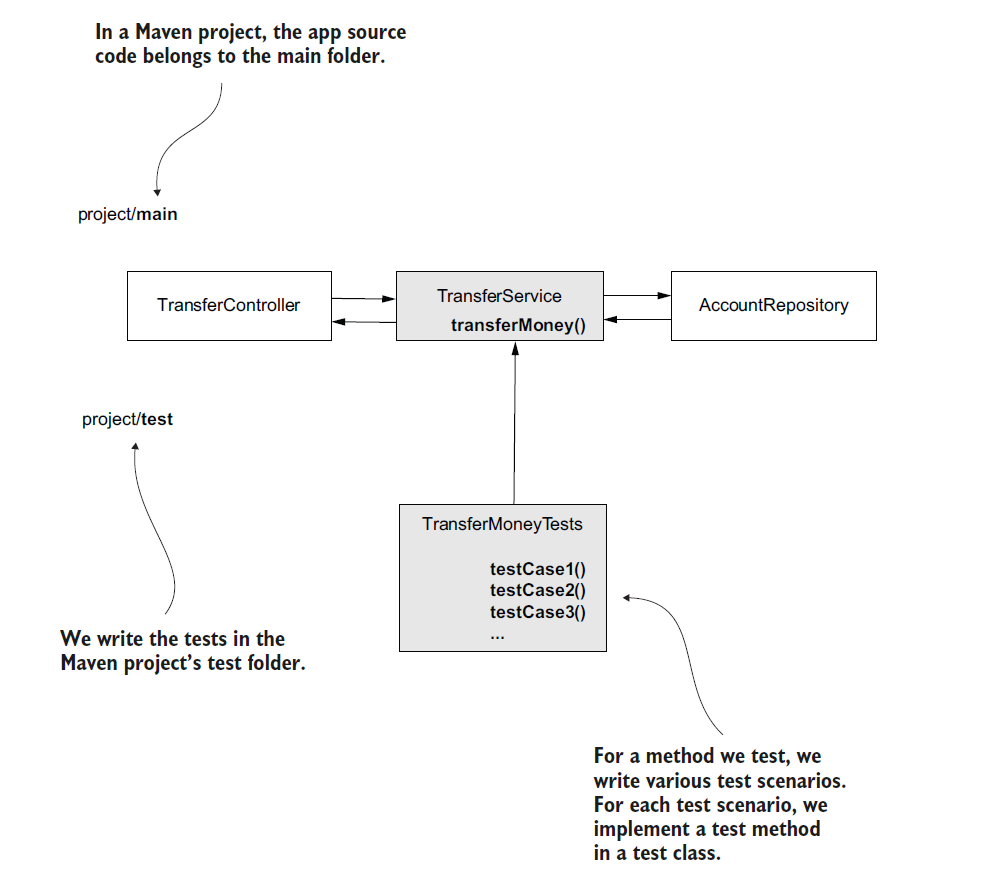 In a Maven project, the app source
code belongs to the main folder.
project/main
TransferController
TransferService
transferMoney()
AccountRepository
project/test
TransferMoneyTests
testCase1()
testCase2()
testCase3()
...
We write the tests in the
Maven project’s test folder.
For a method we test, we
write various test scenarios.
For each test scenario, we
implement a test method
in a test class.